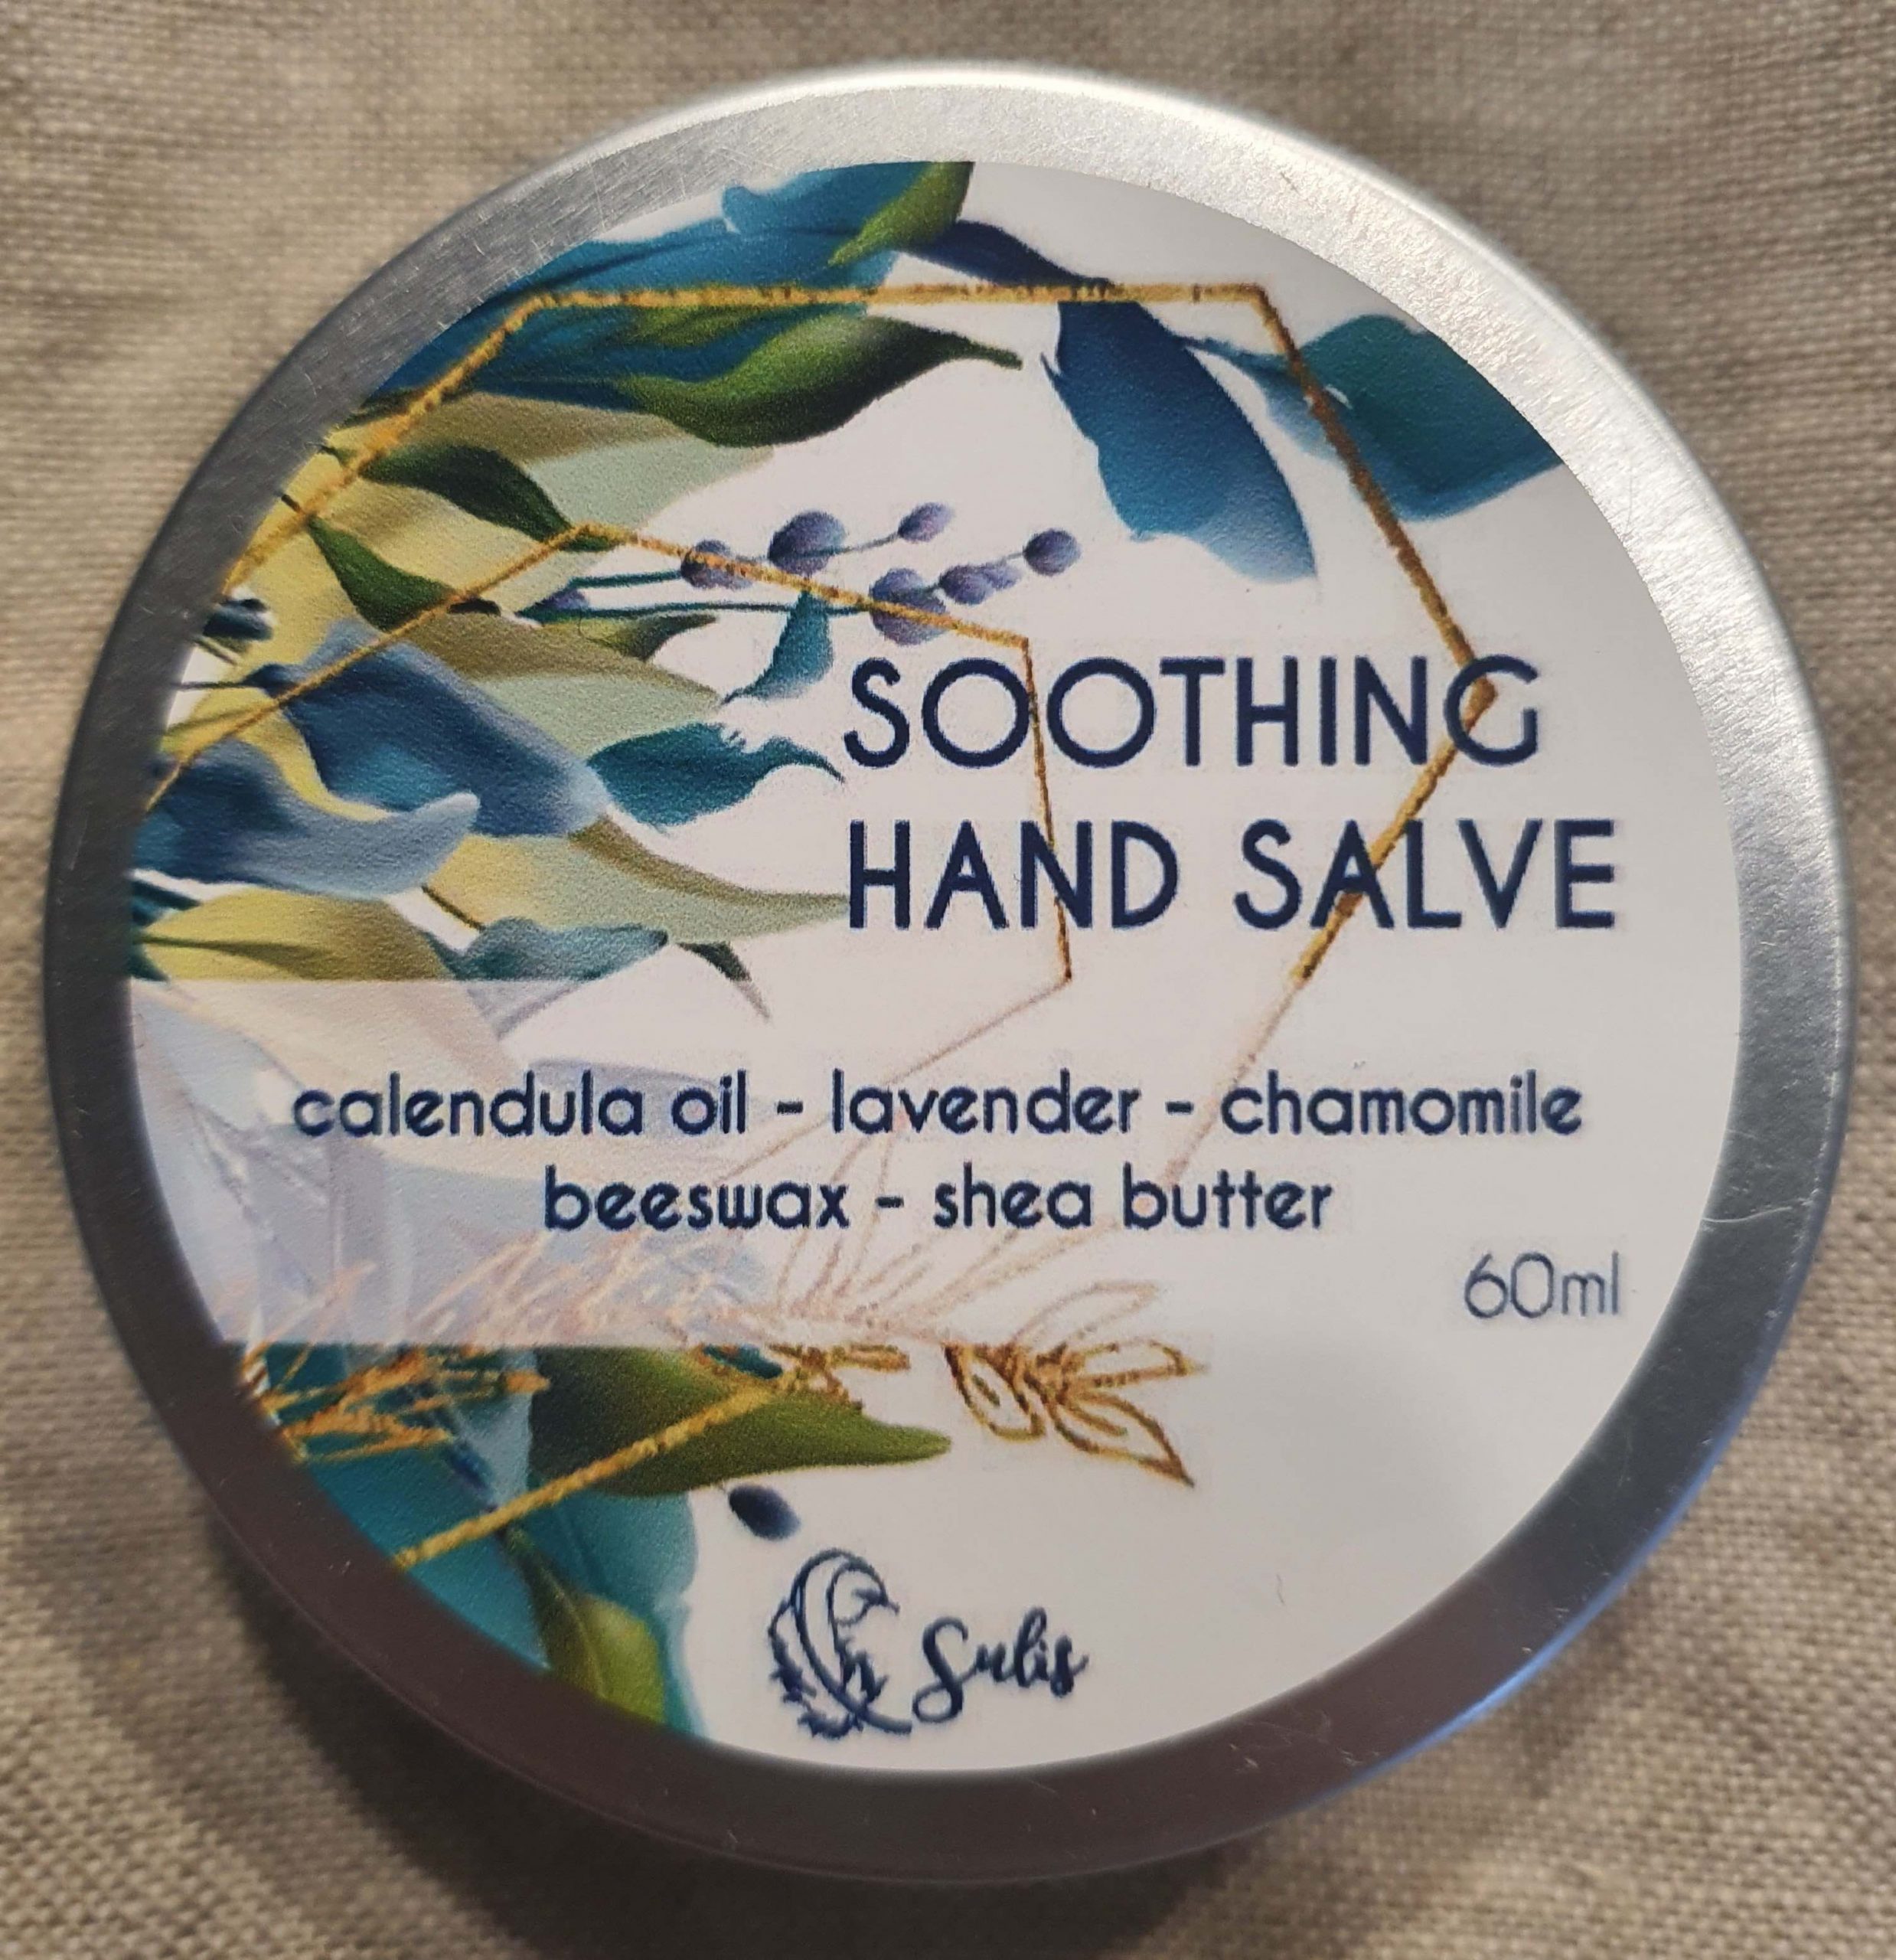 SOOTHING
HAND SALVE
calendula oil - lavender - chamomile
beeswax - shea butter
60ml
Sulis